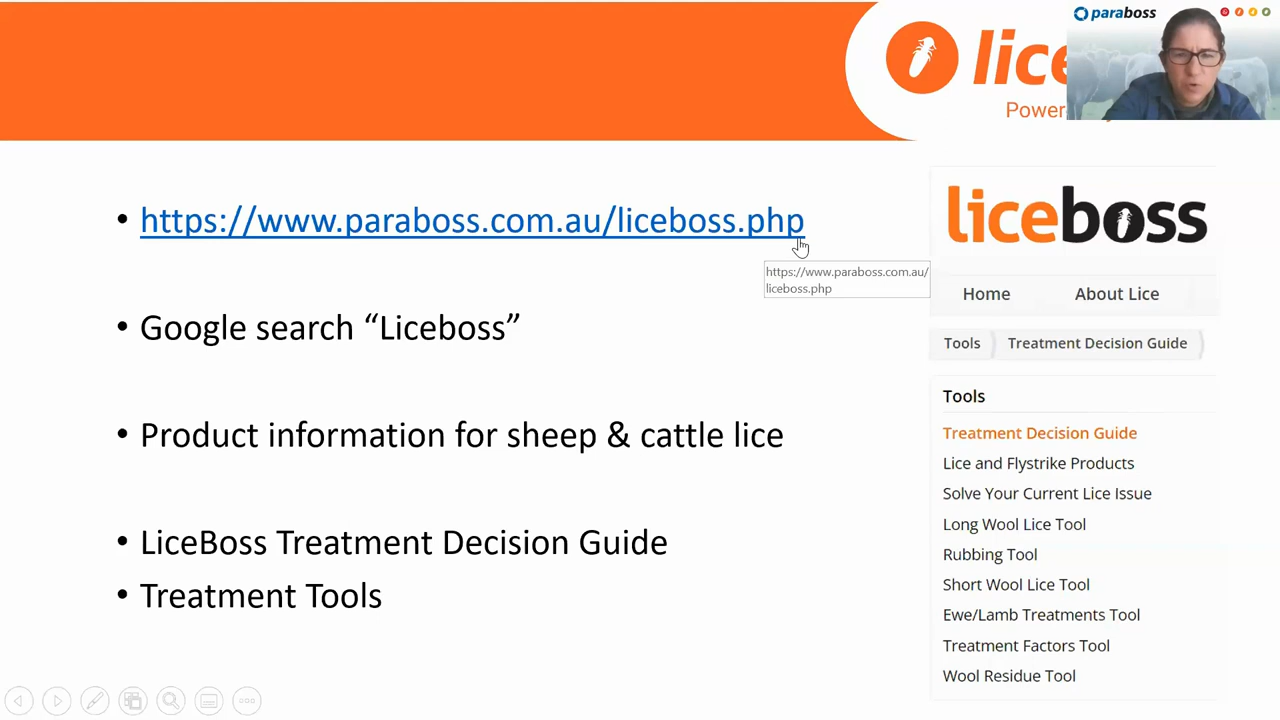 lice
Power
paraboss
• https://www.paraboss.com.au/liceboss.php
https://www.paraboss.com.au/
liceboss.php
• Google search “Liceboss”
• Product information for sheep & cattle lice
• LiceBoss Treatment Decision Guide
• Treatment Tools
liceboss
Home About Lice
Tools Treatment Decision Guide
Tools
Treatment Decision Guide
Lice and Flystrike Products
Solve Your Current Lice Issue
Long Wool Lice Tool
Rubbing Tool
Short Wool Lice Tool
Ewe/Lamb Treatments Tool
Treatment Factors Tool
Wool Residue Tool